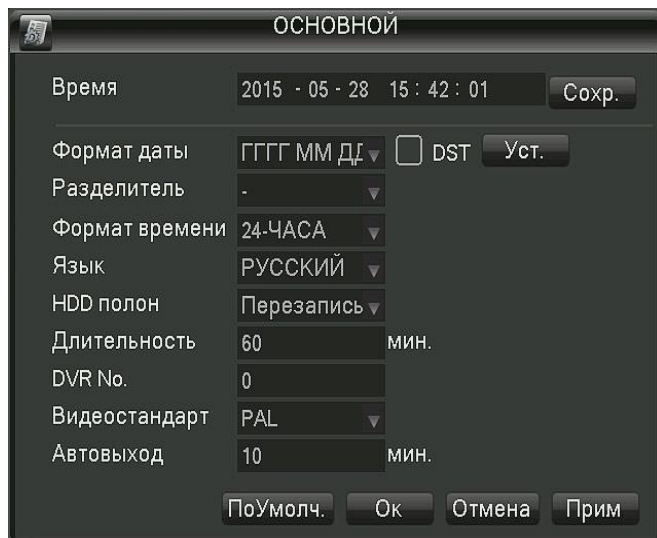 ОСНОВНОЙ
Время 2015 - 05 - 28 15 : 42 : 01 Сохр.
Формат даты ГГГГ ММ ДД DST Уст.
Разделитель -
Формат времени 24-ЧАСА
Язык РУССКИЙ
HDD полон Перезапись
Длительность 60 мин.
DVR No. 0
Видеостандарт PAL
Автовыход 10 мин.
ПоУмолч. Ок Отмена Прим